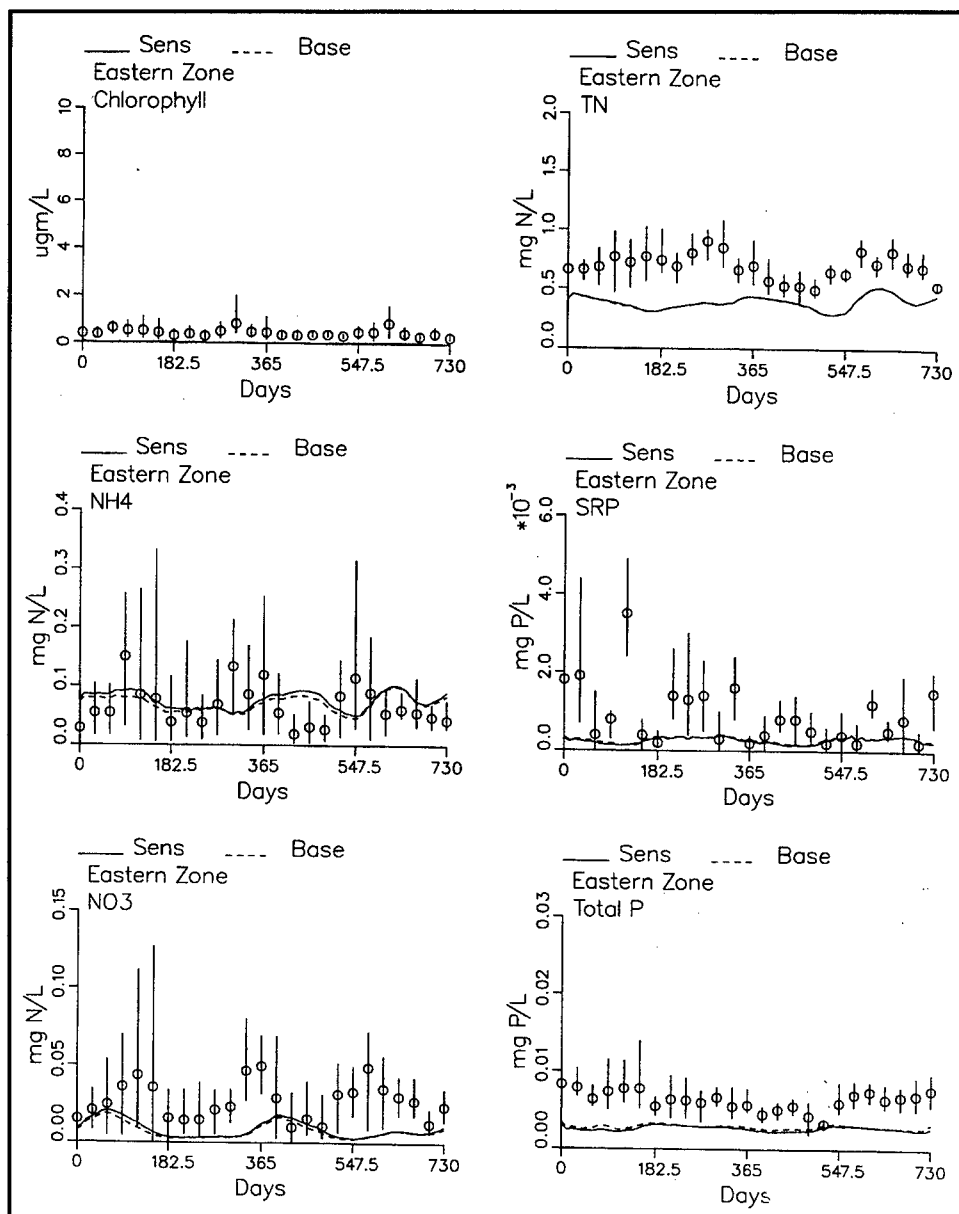 Sens Base
Eastern Zone
Chlorophyll
10
8
6
4
2
0
ugm/L
0 182.5 365 547.5 730
Days
Sens Base
Eastern Zone
TN
2.0
1.5
1.0
0.5
0.0
mg N/L
0 182.5 365 547.5 730
Days
Sens Base
Eastern Zone
NH4
0.4
0.3
0.2
0.1
0.0
mg N/L
0 182.5 365 547.5 730
Days
Sens Base
Eastern Zone
SRP
*10-3
6.0
4.0
2.0
0.0
mg P/L
0 182.5 365 547.5 730
Days
Sens Base
Eastern Zone
NO3
0.15
0.10
0.05
0.00
mg N/L
0 182.5 365 547.5 730
Days
Sens Base
Eastern Zone
Total P
0.03
0.02
0.01
0.00
mg P/L
0 182.5 365 547.5 730
Days